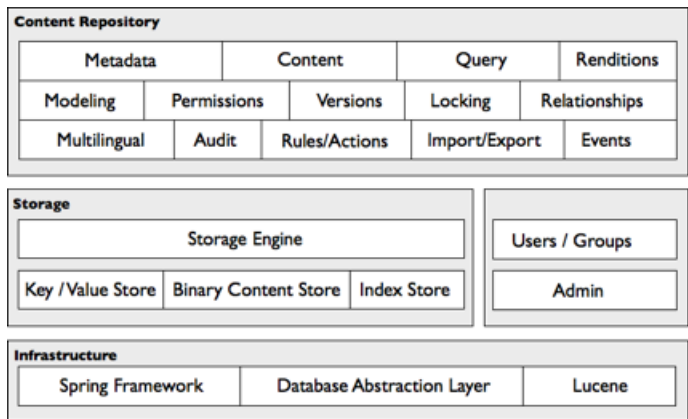 Content Repository
Metadata Content Query Renditions
Modeling Permissions Versions Locking Relationships
Multilingual Audit Rules/Actions Import/Export Events
Storage
Storage Engine
Key / Value Store Binary Content Store Index Store
Users / Groups
Admin
Infrastructure
Spring Framework Database Abstraction Layer Lucene